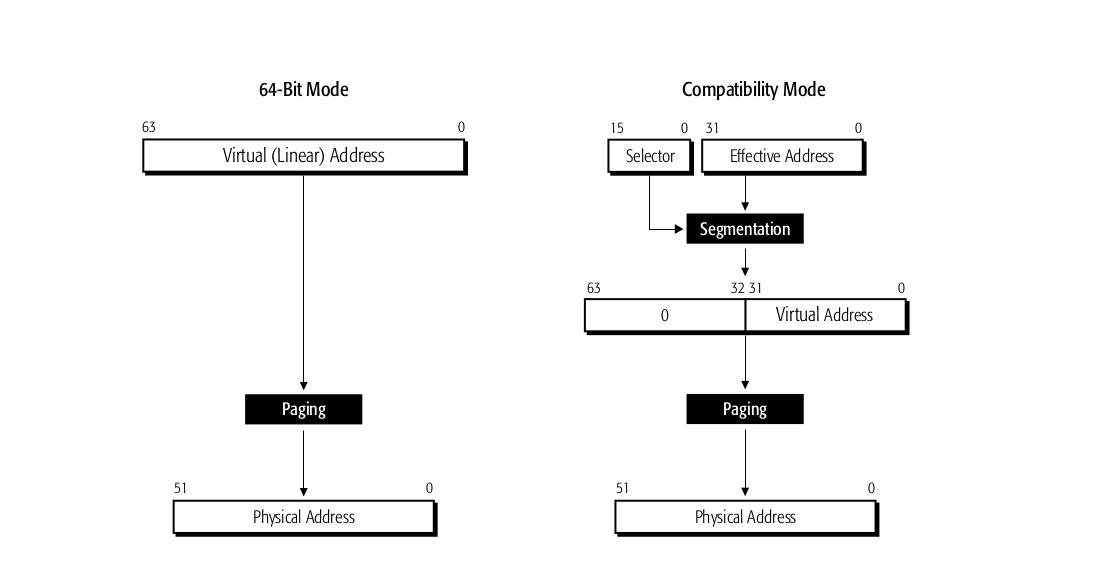 64-Bit Mode
63 0
Virtual (Linear) Address
Paging
51 0
Physical Address
Compatibility Mode
15 0 31 0
Selector Effective Address
Segmentation
63 32 31 0
0 Virtual Address
Paging
51 0
Physical Address